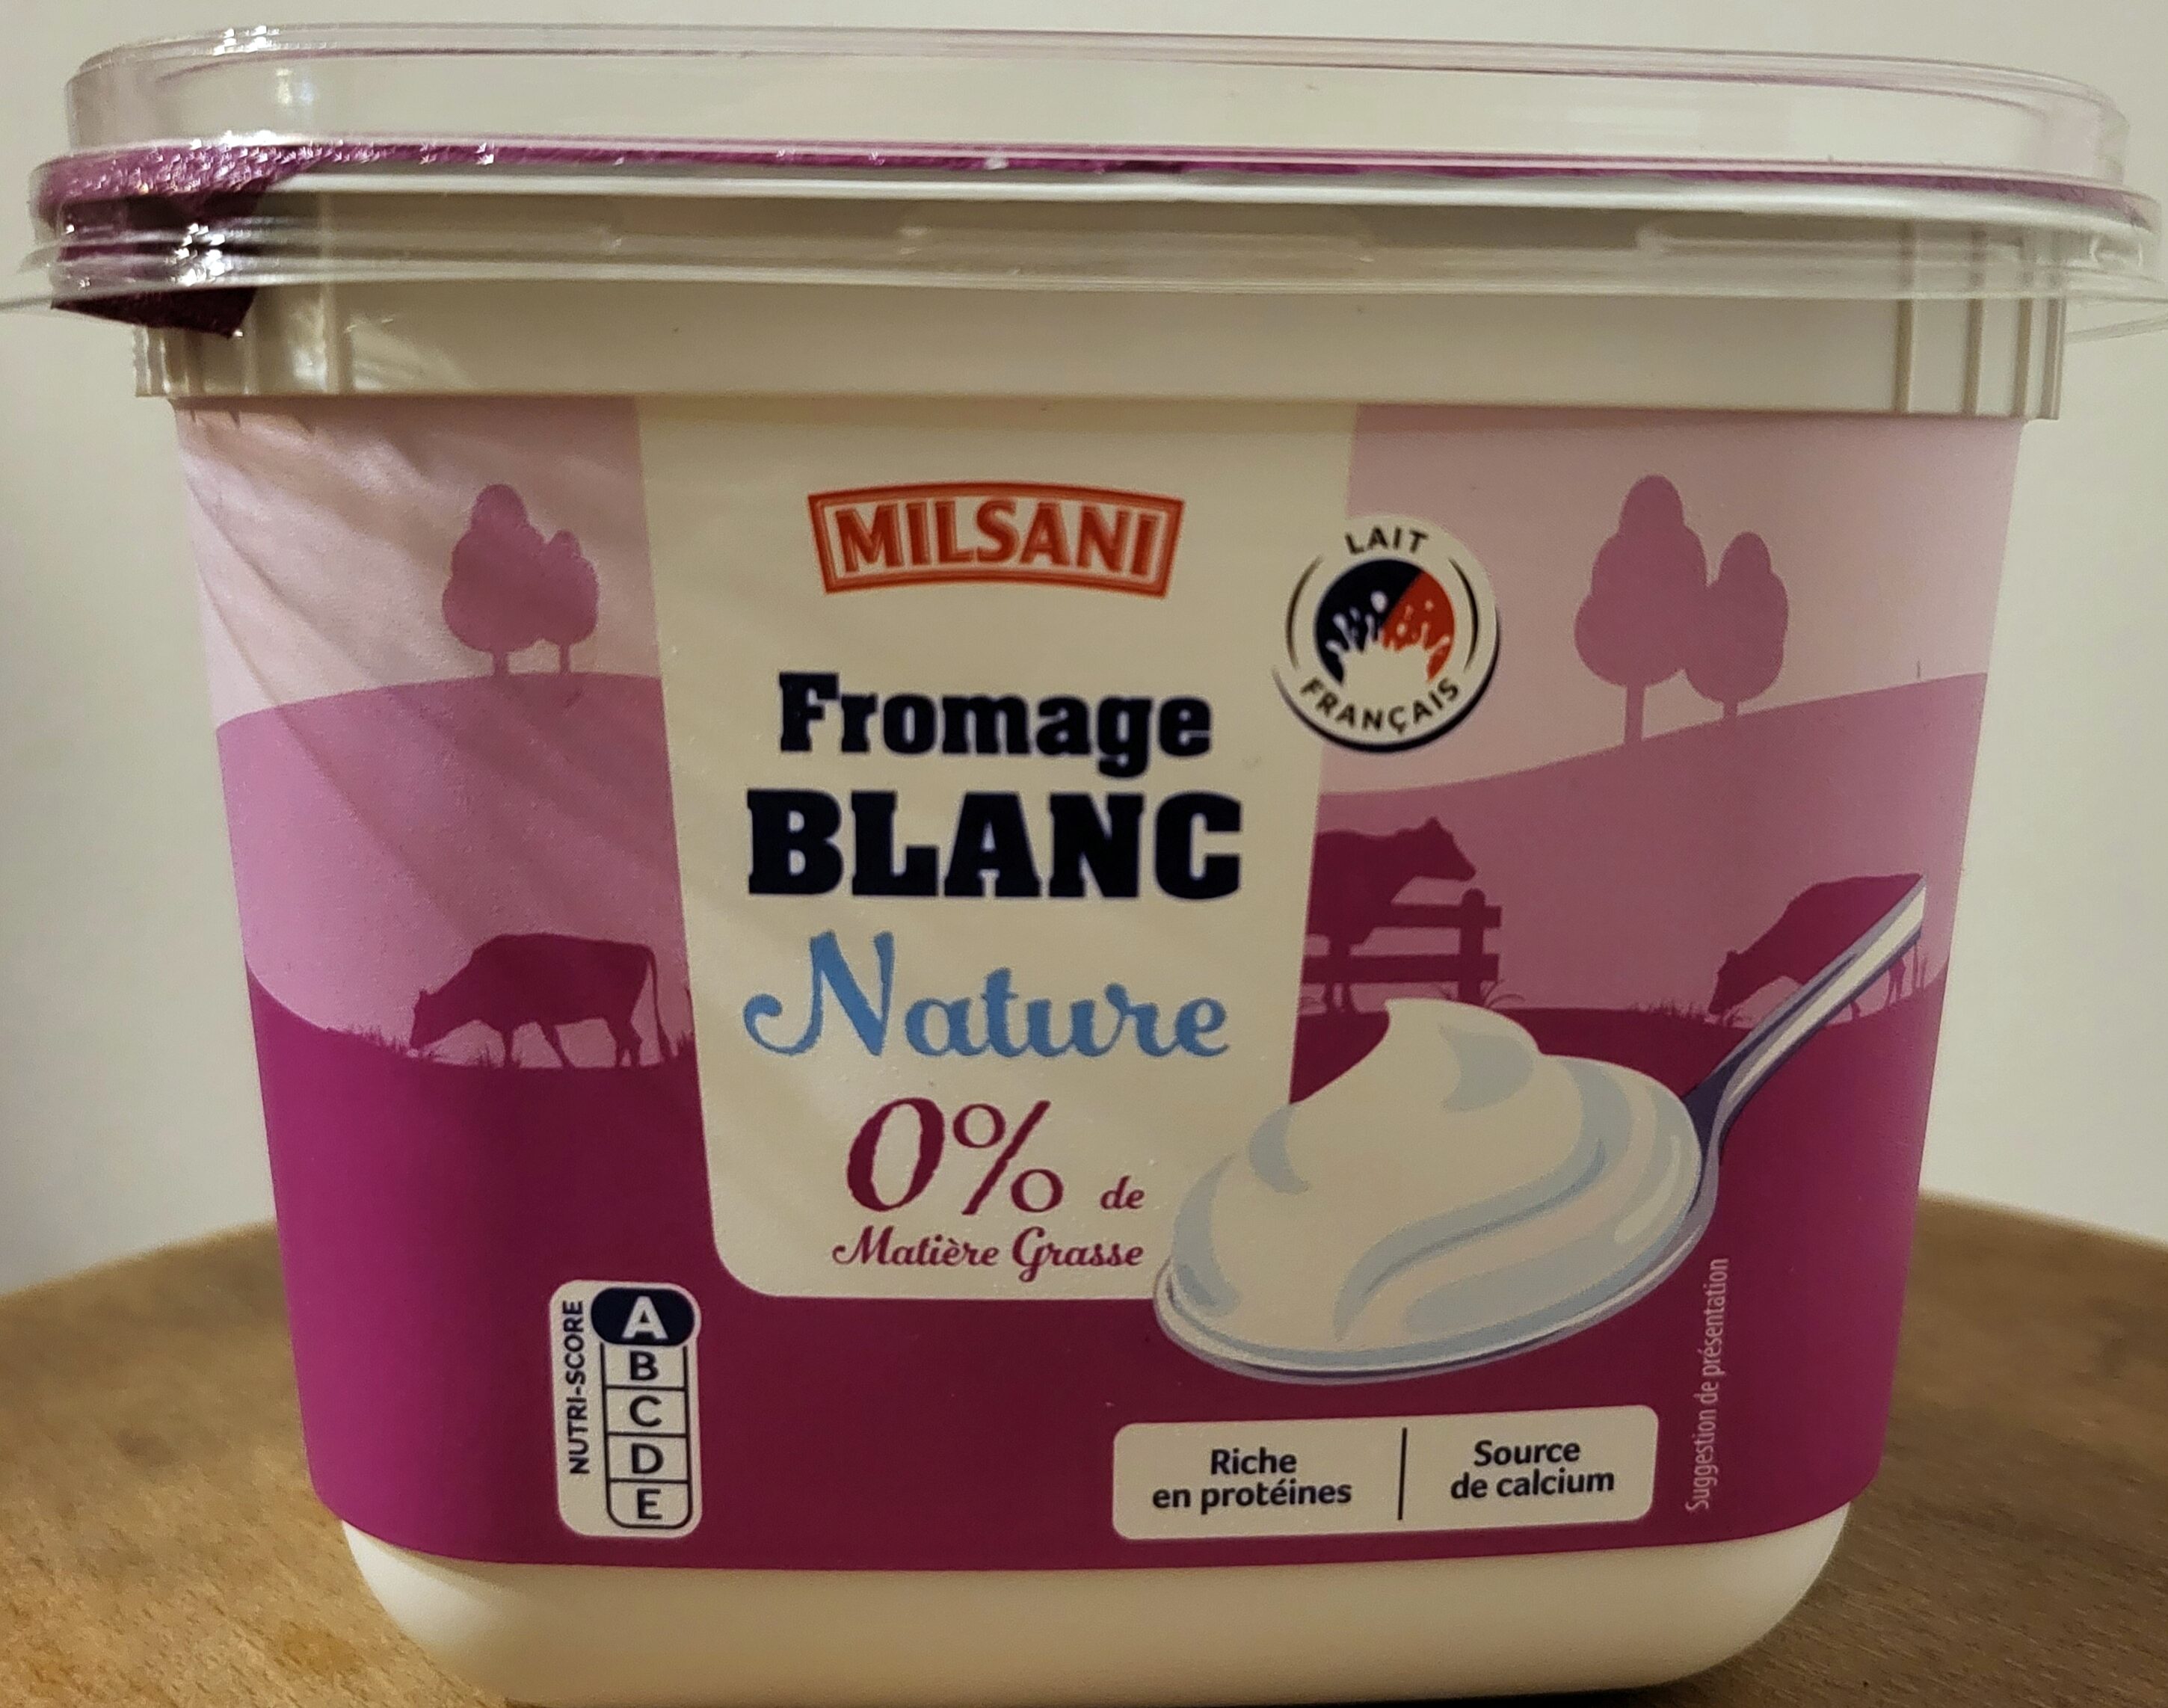 MILSANI
LAIT
FRANÇAIS
Fromage
BLANC
Nature
0% de
Matière Grasse
NUTRI-SCORE
A
B
C
D
E
Riche
en protéines
Source
de calcium
Suggestion de présentation